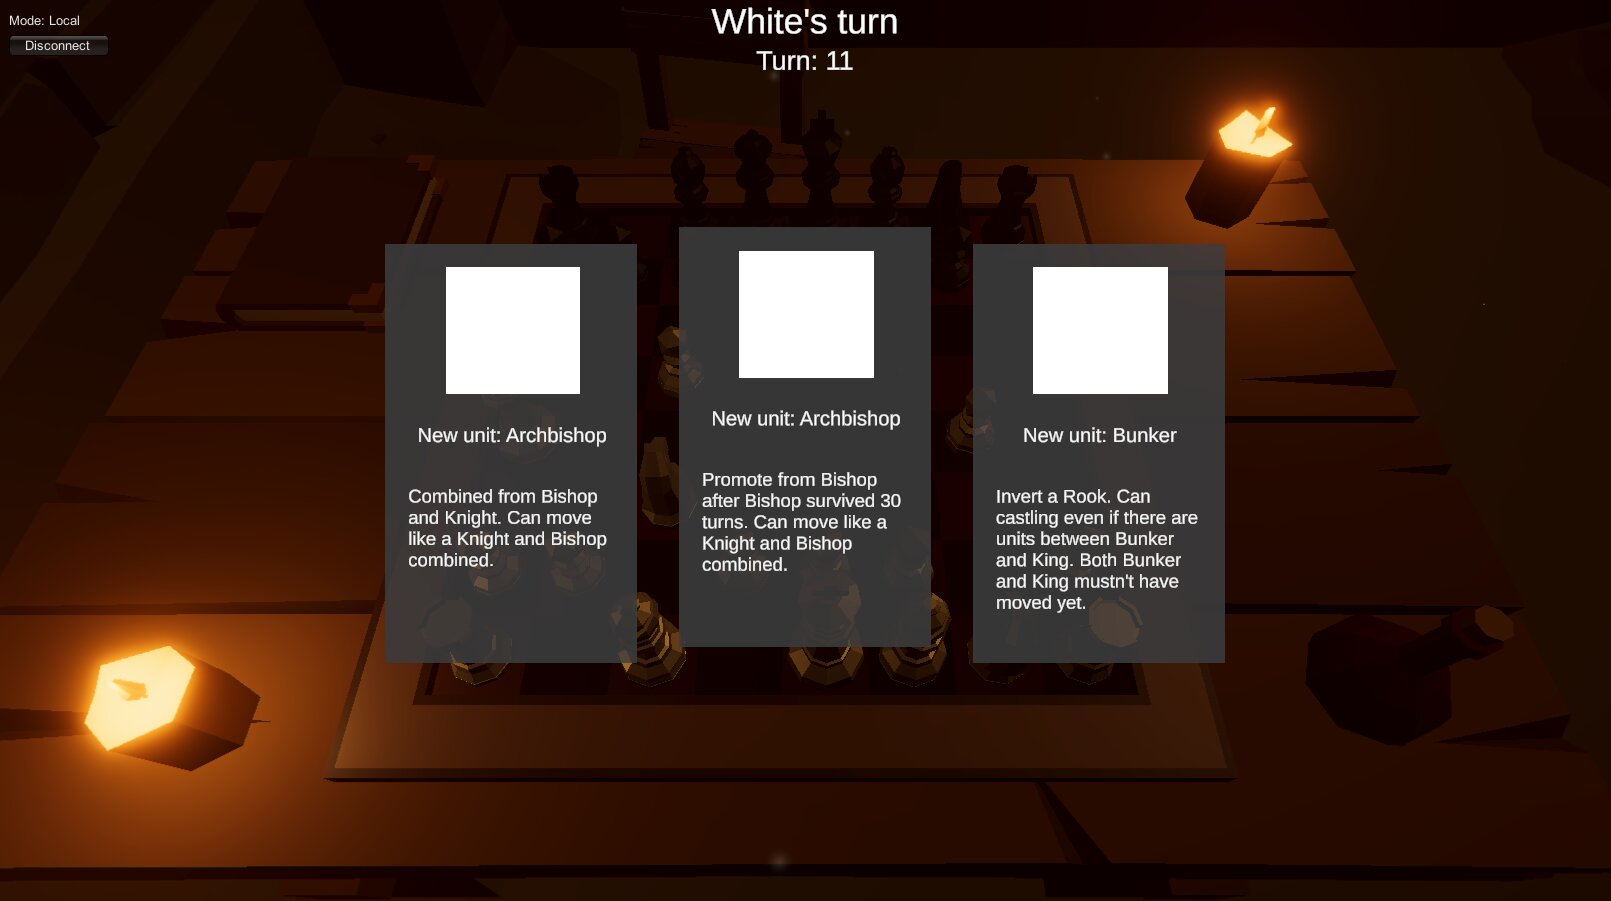 Mode: Local
Disconnect
White's turn
Turn: 11
New unit: Archbishop
Combined from Bishop
and Knight. Can move
like a Knight and Bishop
combined.
New unit: Archbishop
Promote from Bishop
after Bishop survived 30
turns. Can move like a
Knight and Bishop
combined.
New unit: Bunker
Invert a Rook. Can
castling even if there are
units between Bunker
and King. Both Bunker
and King mustn't have
moved yet.